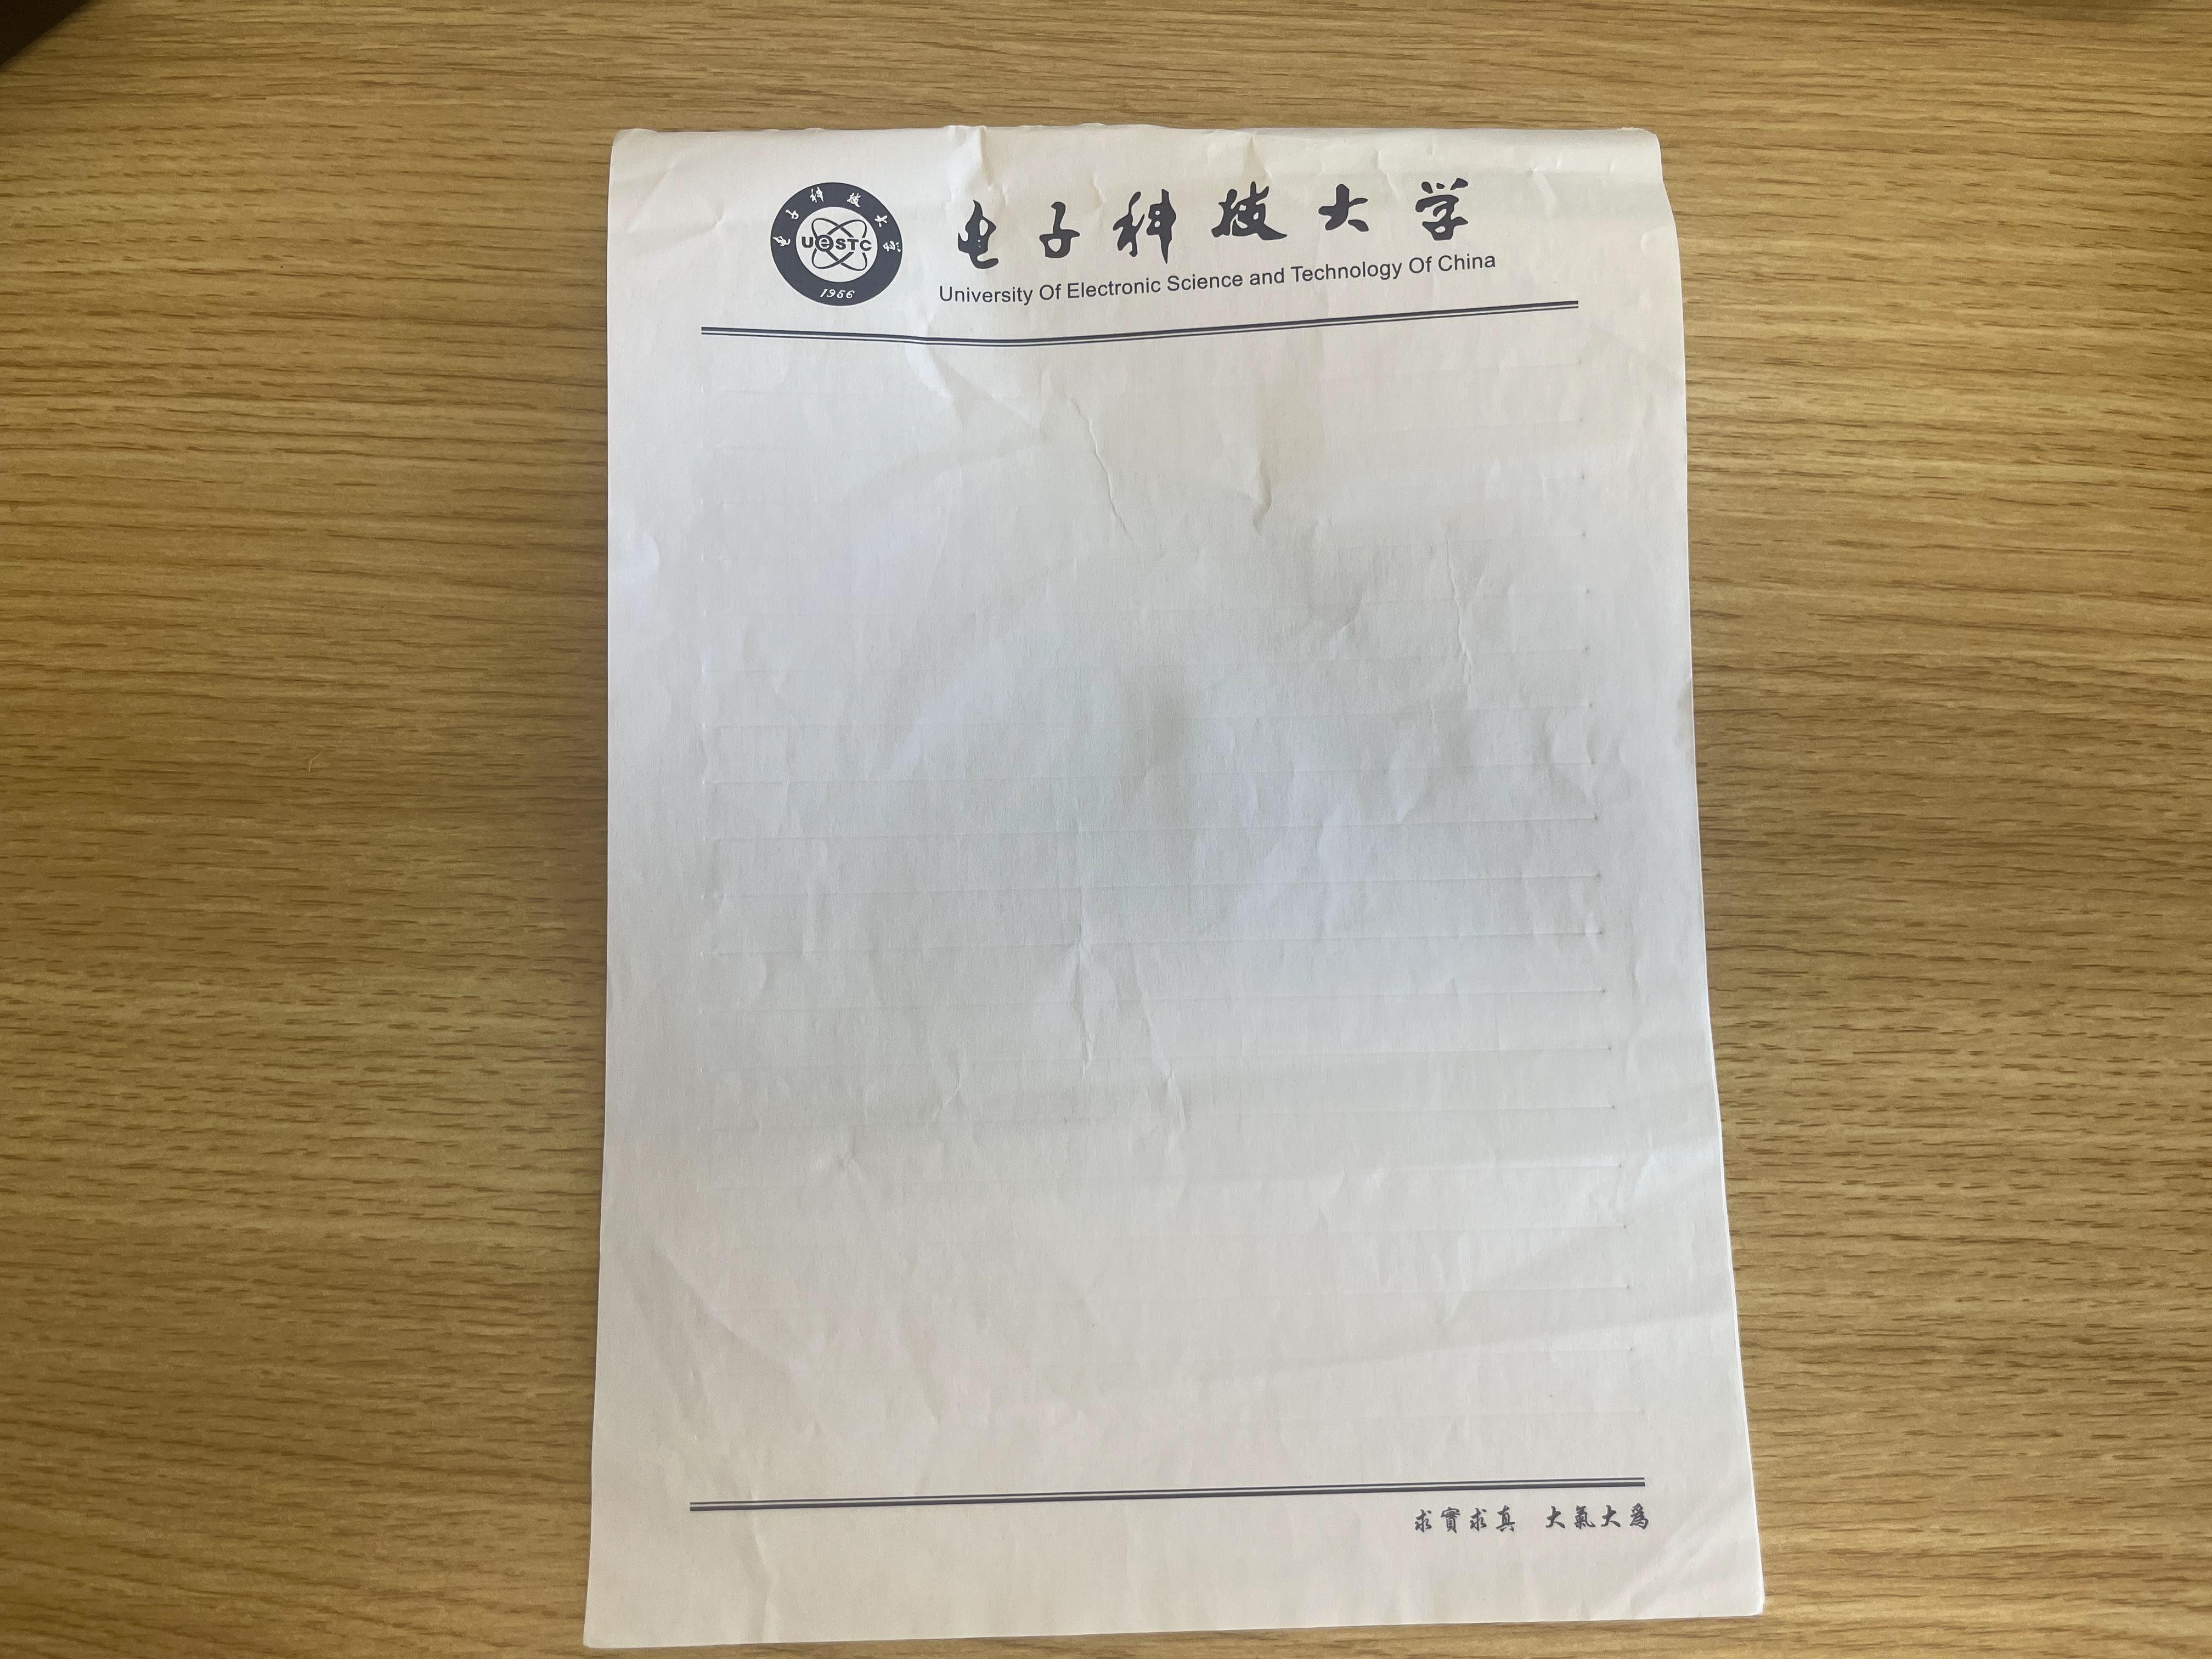 电子科技大学
UESTC
1956
电子科技大学
University Of Electronic Science and Technology Of China
求實求真 大氣大為